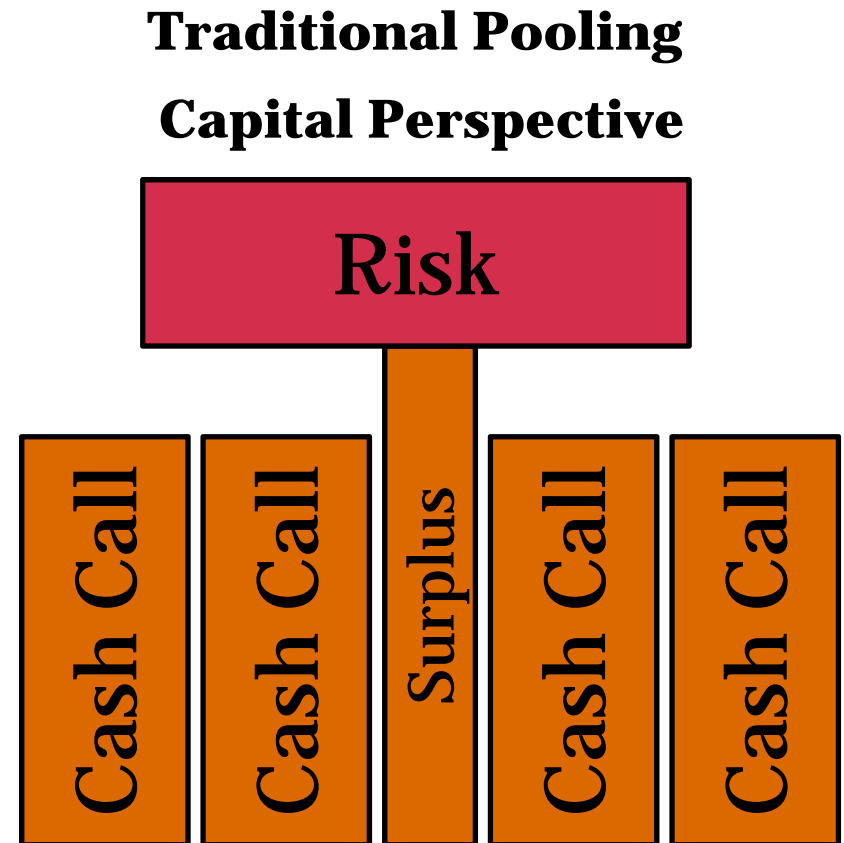 Traditional Pooling
Capital Perspective
Risk
Cash Call
Cash Call
Surplus
Cash Call
Cash Call